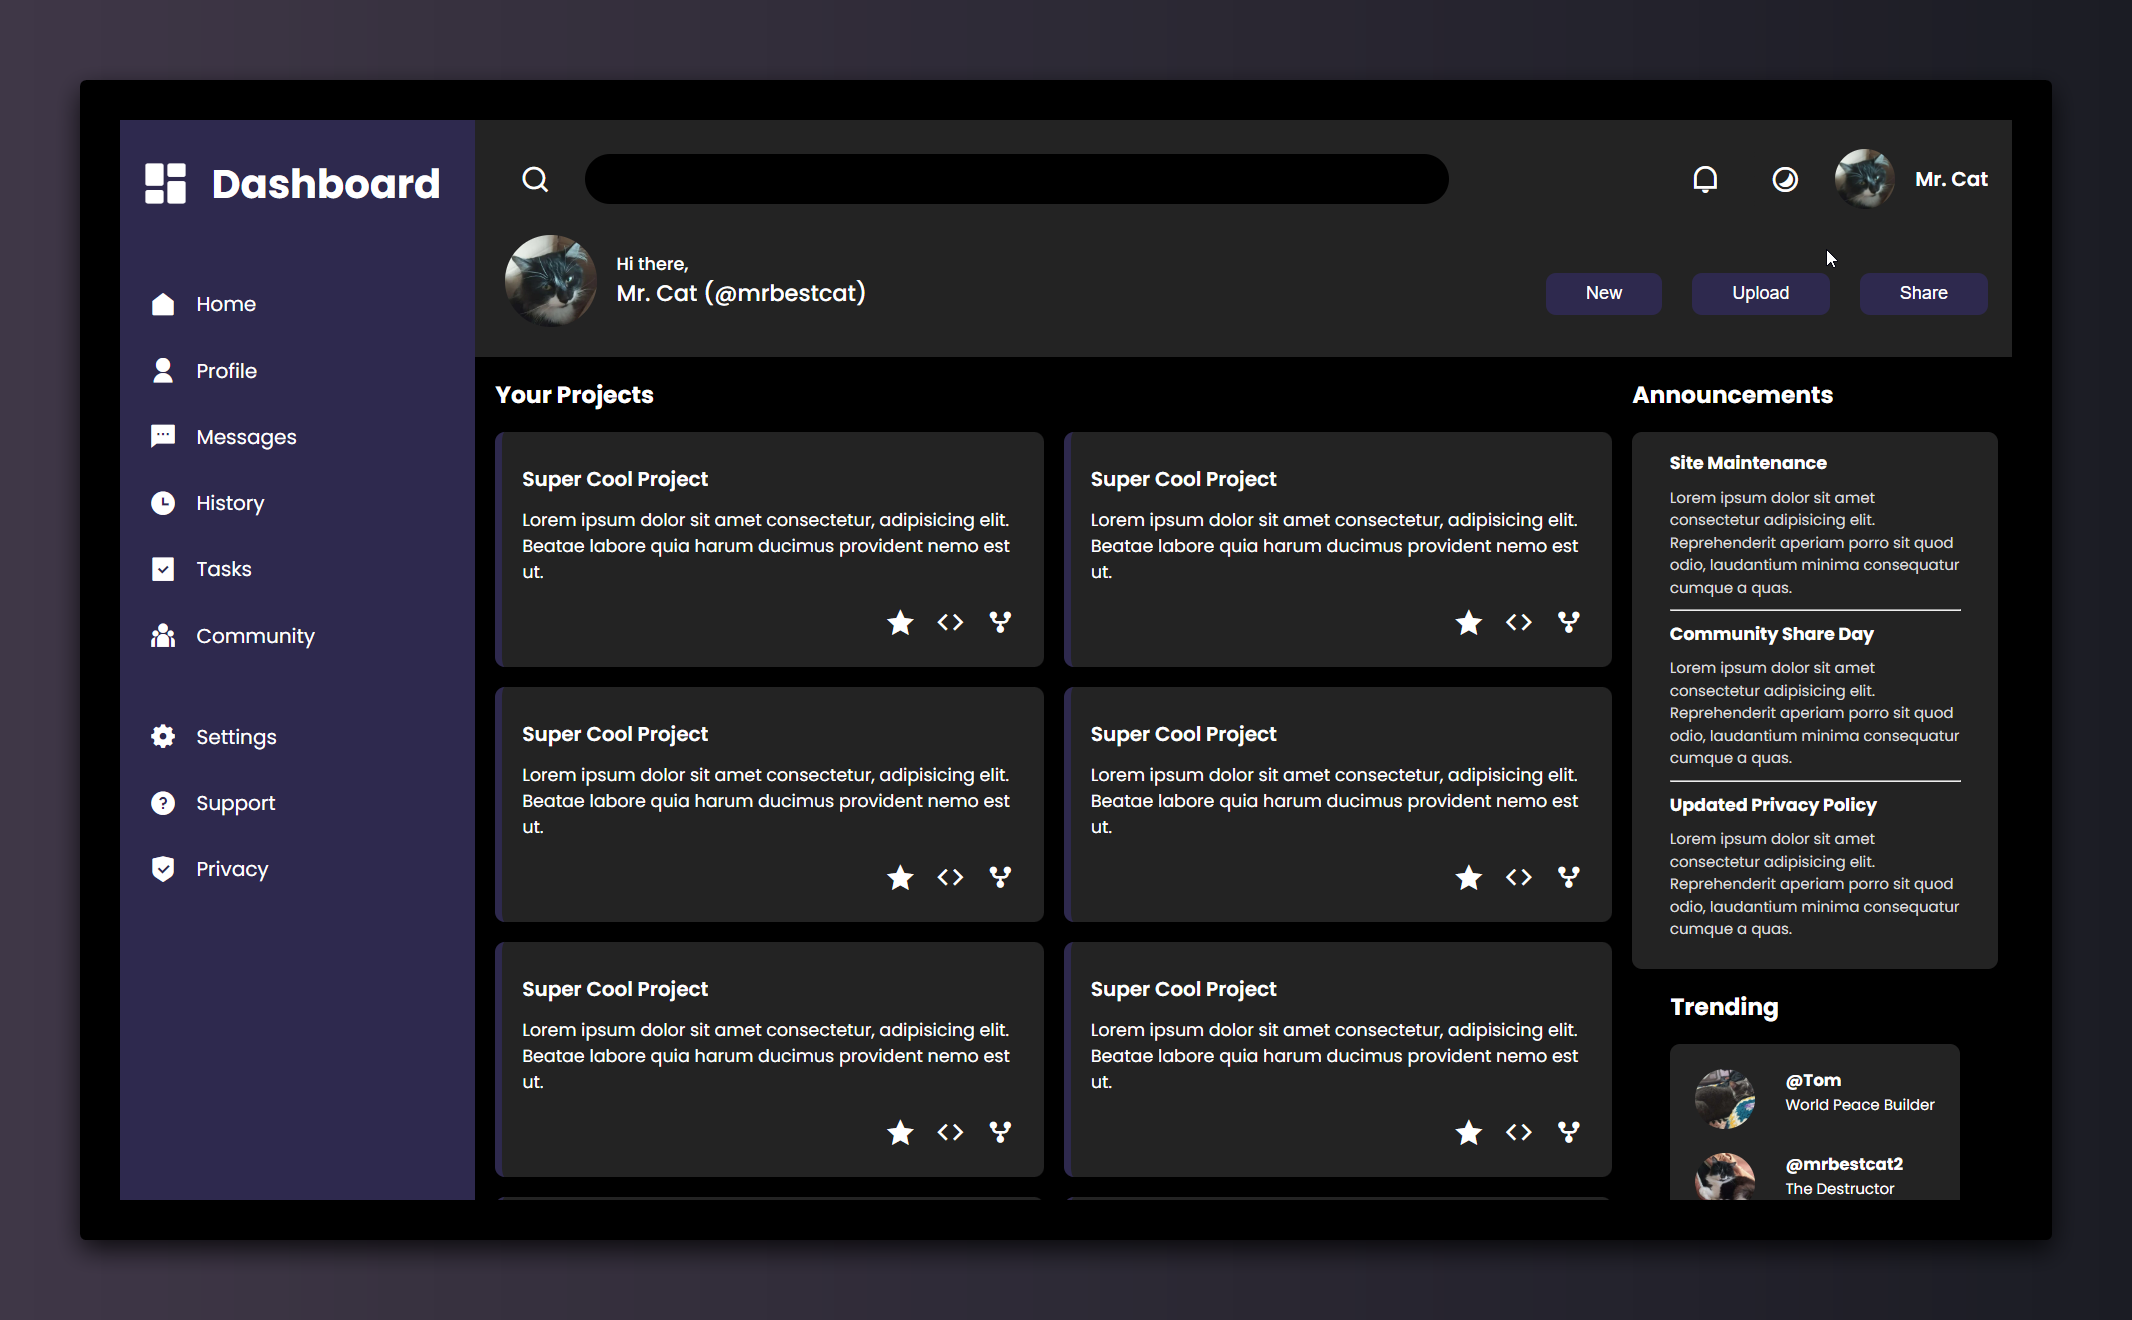 Dashboard
Home
Profile
Messages
History
Tasks
Community
Settings
Support
Privacy
Mr. Cat
Hi there,
Mr. Cat (@mrbestcat)
New
Upload
Share
Your Projects
Super Cool Project
Lorem ipsum dolor sit amet consectetur, adipisicing elit.
Beatae labore quia harum ducimus provident nemo est
ut.
Super Cool Project
Lorem ipsum dolor sit amet consectetur, adipisicing elit.
Beatae labore quia harum ducimus provident nemo est
ut.
Super Cool Project
Lorem ipsum dolor sit amet consectetur, adipisicing elit.
Beatae labore quia harum ducimus provident nemo est
ut.
Super Cool Project
Lorem ipsum dolor sit amet consectetur, adipisicing elit.
Beatae labore quia harum ducimus provident nemo est
ut.
Super Cool Project
Lorem ipsum dolor sit amet consectetur, adipisicing elit.
Beatae labore quia harum ducimus provident nemo est
ut.
Super Cool Project
Lorem ipsum dolor sit amet consectetur, adipisicing elit.
Beatae labore quia harum ducimus provident nemo est
ut.
Announcements
Site Maintenance
Lorem ipsum dolor sit amet
consectetur adipisicing elit.
Reprehenderit aperiam porro sit quod
odio, laudantium minima consequatur
cumque a quas.
Community Share Day
Lorem ipsum dolor sit amet
consectetur adipisicing elit.
Reprehenderit aperiam porro sit quod
odio, laudantium minima consequatur
cumque a quas.
Updated Privacy Policy
Lorem ipsum dolor sit amet
consectetur adipisicing elit.
Reprehenderit aperiam porro sit quod
odio, laudantium minima consequatur
cumque a quas.
Trending
@Tom
World Peace Builder
@mrbestcat2
The Destructor